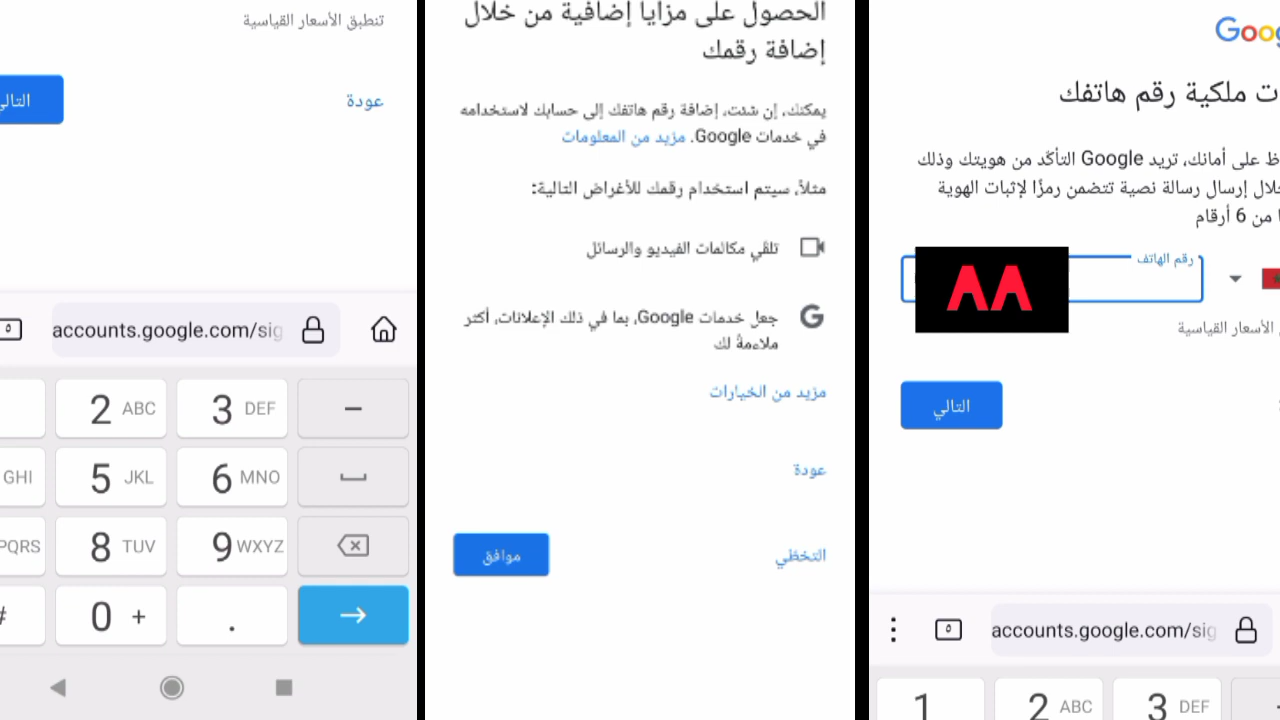 تنطبق الأسعار القياسية
عودة
التالي
accounts.google.com/sig
2 ABC
3 DEF
–
GHI
5 JKL
6 MNO
PQRS
8 TUV
9 WXYZ
#
0 +
.
الحصول على مزايا إضافية من خلال
إضافة رقمك
يمكنك، إن شئت، إضافة رقم هاتفك إلى حسابك لاستخدامه
في خدمات Google. مزيد من المعلومات
مثلاً، سيتم استخدام رقمك للأغراض التالية:
تلقّي مكالمات الفيديو والرسائل
جعل خدمات Google، بما في ذلك الإعلانات، أكثر
ملاءمةً لك
مزيد من الخيارات
عودة
التخطّي
موافق
Goog
ت ملكية رقم هاتفك
ظ على أمانك، تريد Google التأكّد من هويتك وذلك
خلال إرسال رسالة نصية تتضمن رمزًا لإثبات الهوية
ا من 6 أرقام
رقم الهاتف
AA
الأسعار القياسية
التالي
accounts.google.com/sig
1
2 ABC
3 DEF